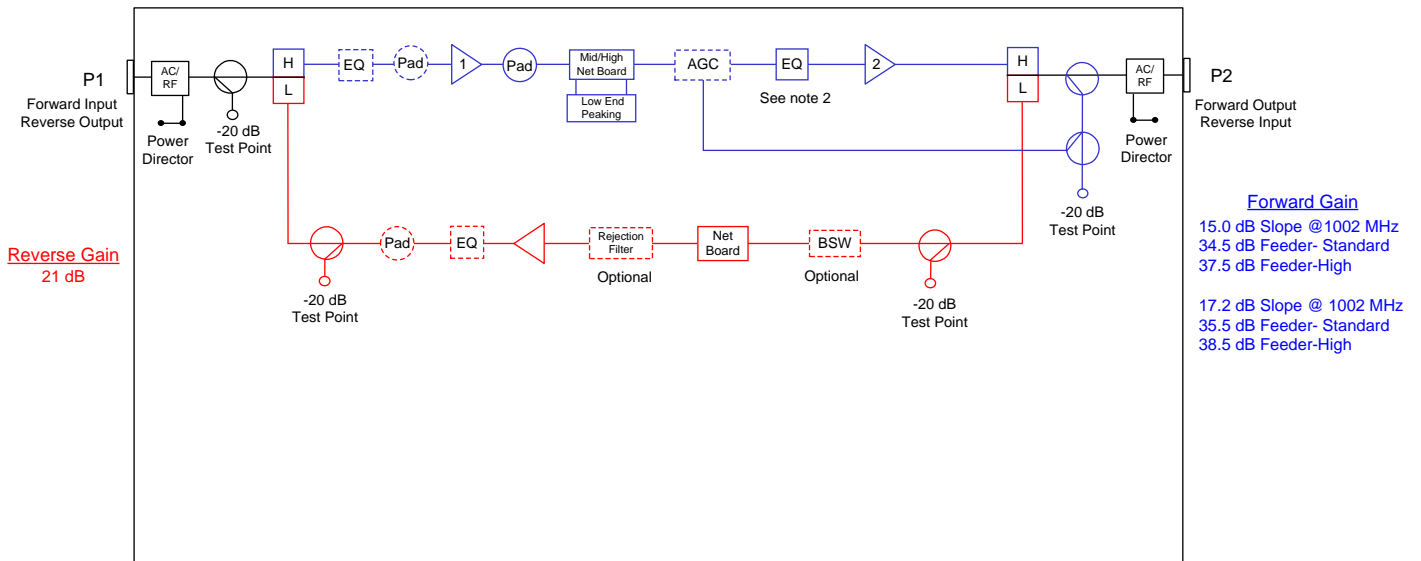 P1
Forward Input
Reverse Output
AC/
RF
Power
Director
-20 dB
Test Point
H
L
EQ
Pad
1
Pad
Mid/High
Net Board
Low End
Peaking
AGC
EQ
See note 2
2
H
L
-20 dB
Test Point
AC/
RF
Power
Director
P2
Forward Output
Reverse Input
Reverse Gain
21 dB
-20 dB
Test Point
Pad
EQ
Rejection
Filter
Optional
Net
Board
BSW
Optional
-20 dB
Test Point
Forward Gain
15.0 dB Slope @1002 MHz
34.5 dB Feeder- Standard
37.5 dB Feeder-High
17.2 dB Slope @ 1002 MHz
35.5 dB Feeder- Standard
38.5 dB Feeder-High